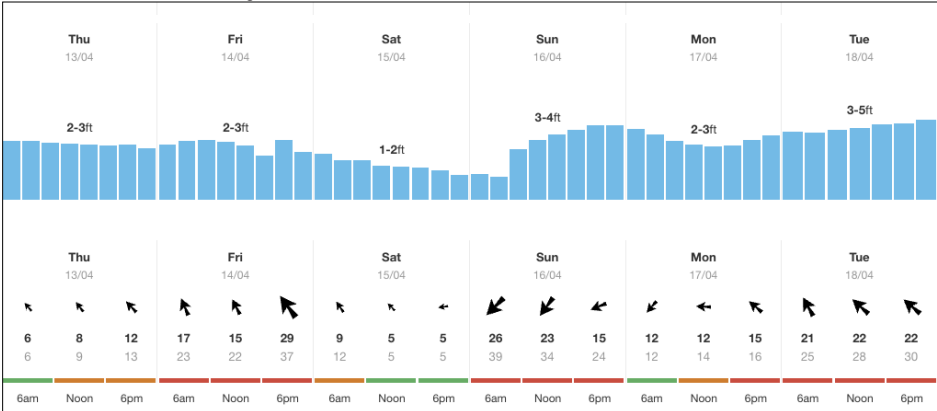 Thu Fri Sat Sun Mon Tue
13/04 14/04 15/04 16/04 17/04 18/04
3-5ft
3-4ft
2-3ft 2-3ft 2-3ft
1-2ft
Thu Fri Sat Sun Mon Tue
13/04 14/04 15/04 16/04 17/04 18/04
6 8 12 17 15 29 9 5 5 26 23 15 12 12 15 21 22 22
6 9 13 23 22 37 12 5 5 39 34 24 12 14 16 25 28 30
6am Noon 6pm 6am Noon 6pm 6am Noon 6pm 6am Noon 6pm 6am Noon 6pm 6am Noon 6pm